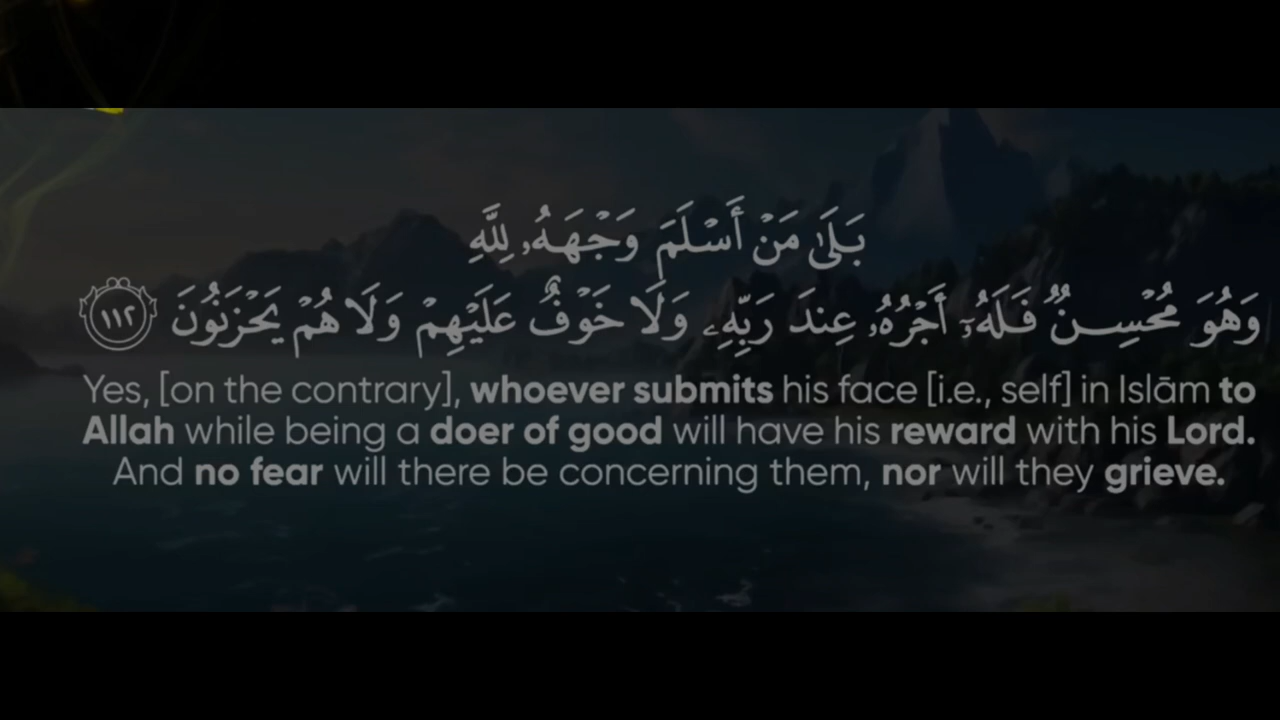 بَلَىٰ مَنْ أَسْلَمَ وَجْهَهُۥ لِلَّهِ
وَهُوَ مُحْسِنٌ فَلَهُۥٓ أَجْرُهُۥ عِندَ رَبِّهِۦ وَلَا خَوْفٌ عَلَيْهِمْ وَلَا هُمْ يَحْزَنُونَ ١١٢
Yes, [on the contrary], whoever submits his face [i.e., self] in Islām to
Allah while being a doer of good will have his reward with his Lord.
And no fear will there be concerning them, nor will they grieve.